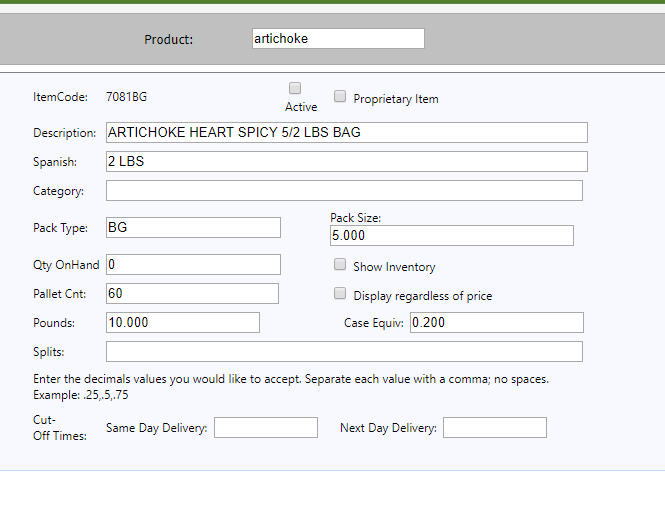 Product: artichoke
ItemCode: 7081BG Active Proprietary Item
Description: ARTICHOKE HEART SPICY 5/2 LBS BAG
Spanish: 2 LBS
Category:
Pack Type: BG Pack Size: 5.000
Qty OnHand 0 Show Inventory
Pallet Cnt: 60 Display regardless of price
Pounds: 10.000 Case Equiv: 0.200
Splits:
Enter the decimals values you would like to accept. Separate each value with a comma; no spaces.
Example: .25,.5,.75
Cut-
Off Times: Same Day Delivery: Next Day Delivery: